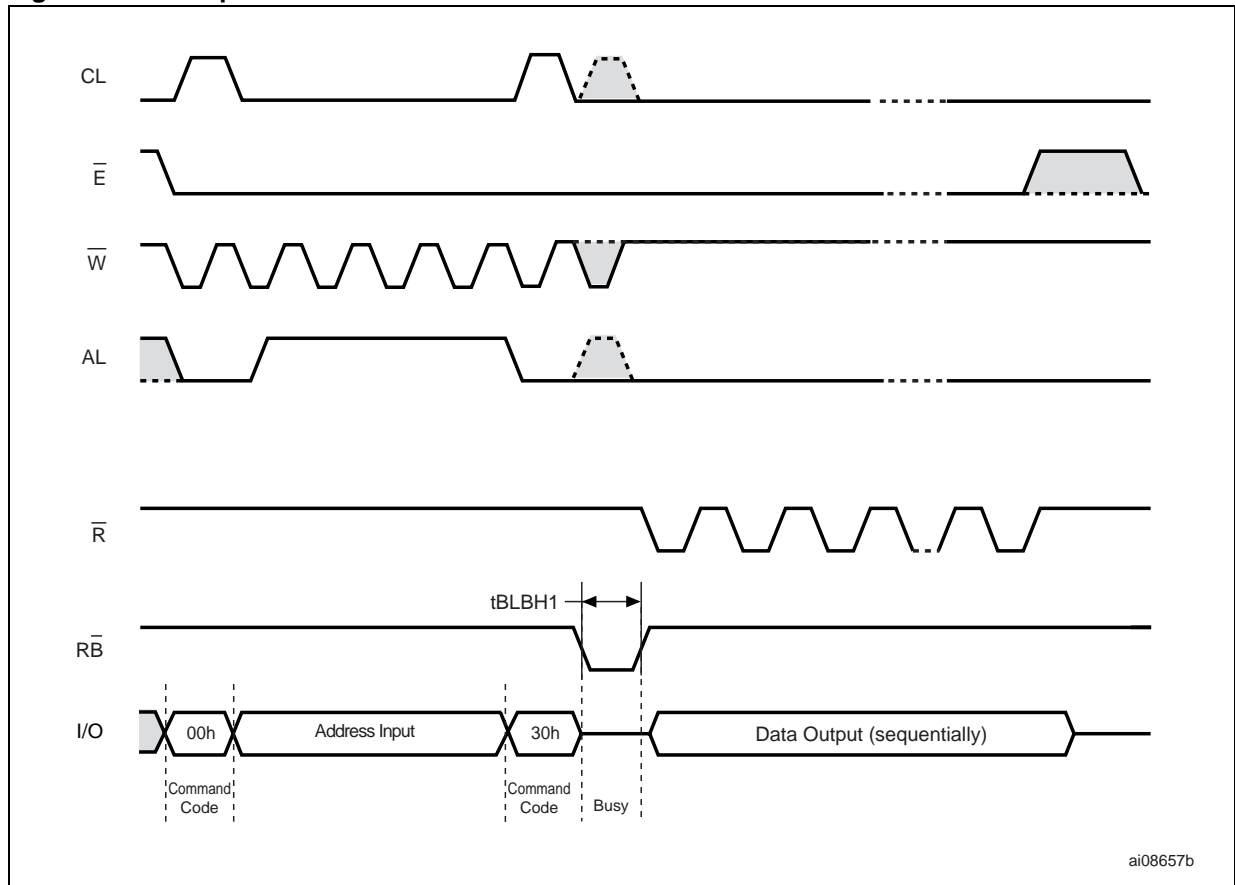 CL
E
W
AL
R
tBLBH1
RB
I/O
00h
Address Input
30h
Data Output (sequentially)
Command
Code
Command
Code
Busy
ai08657b